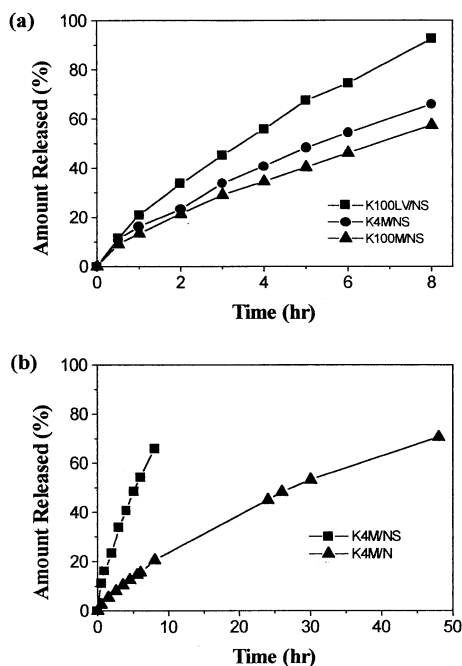 (a)
100
80
60
40
20
0
Amount Released (%)
K100LV/NS
K4M/NS
K100M/NS
0 2 4 6 8
Time (hr)
(b)
100
80
60
40
20
0
Amount Released (%)
K4M/NS
K4M/N
0 10 20 30 40 50
Time (hr)